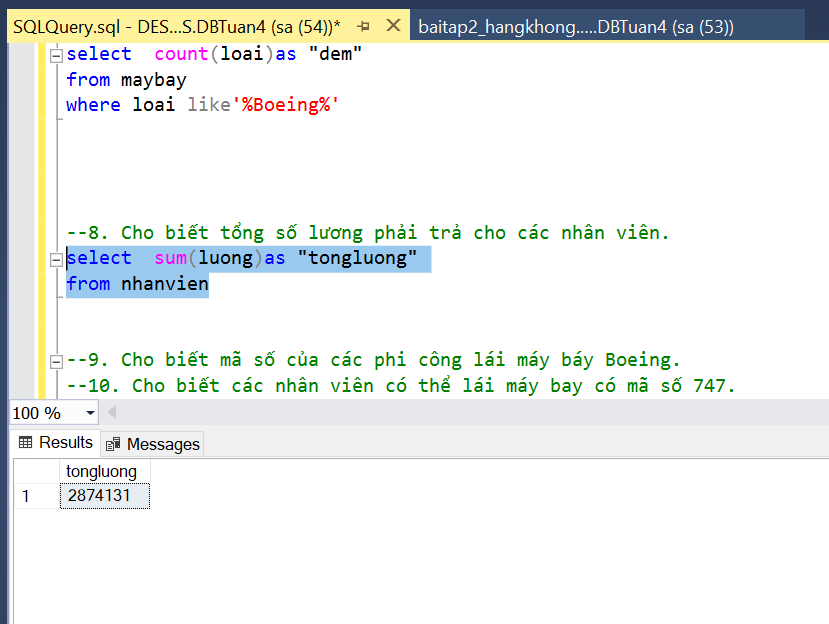 SQLQuery.sql - DES...S.DBTuan4 (sa (54))*
baitap2_hangkhong.....DBTuan4 (sa (53))
select  count(loai)as "dem"
from maybay
where loai like'%Boeing%'
--8. Cho biết tổng số lương phải trả cho các nhân viên.
select  sum(luong)as "tongluong"
from nhanvien
--9. Cho biết mã số của các phi công lái máy báy Boeing.
--10. Cho biết các nhân viên có thể lái máy bay có mã số 747.
100 %
Results
Messages
tongluong
1 2874131